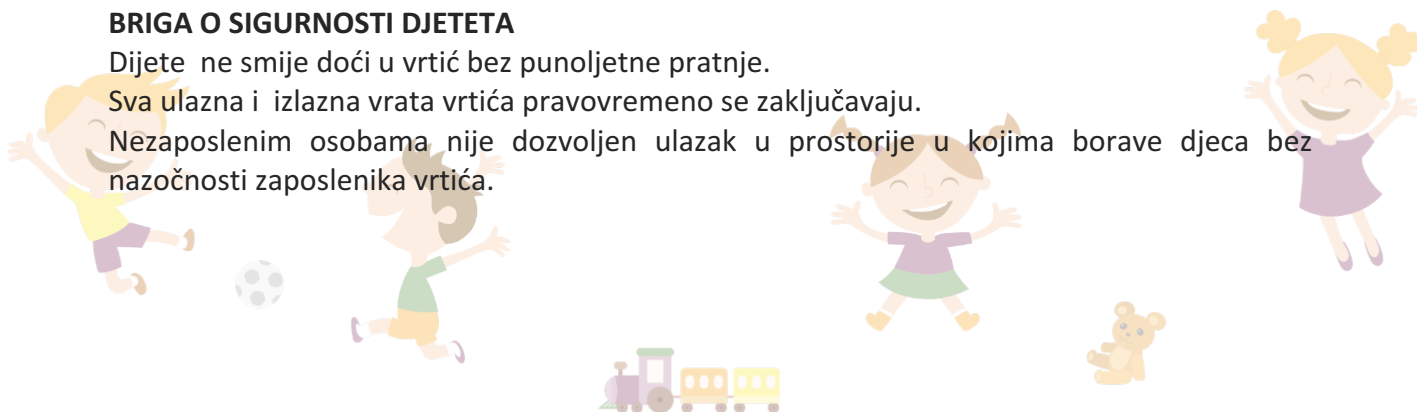 BRIGA O SIGURNOSTI DJETETA
Dijete  ne smije doći u vrtić bez punoljetne pratnje.
Sva ulazna i  izlazna vrata vrtića pravovremeno se zaključavaju.
Nezaposlenim osobama nije dozvoljen ulazak u prostorije u kojima borave djeca bez
nazočnosti zaposlenika vrtića.